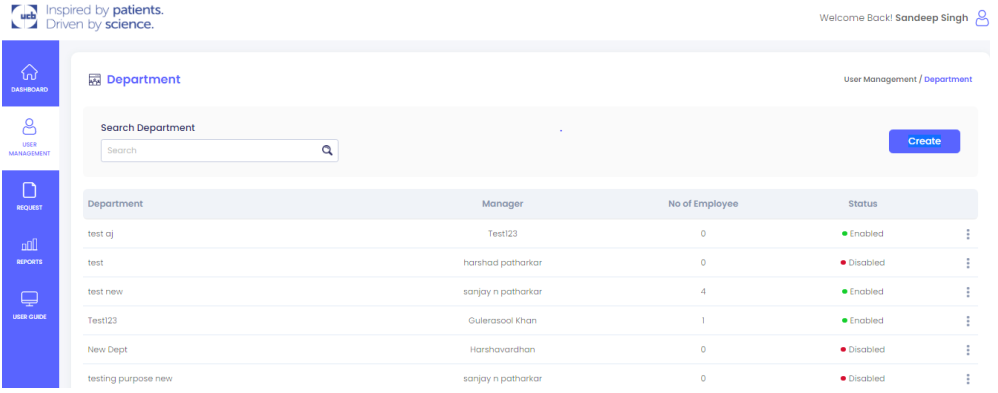 ucb
Inspired by patients.
Driven by science.
Welcome Back! Sandeep Singh
DASHBOARD
USER
MANAGEMENT
REQUEST
REPORTS
USER GUIDE
Department
User Management / Department
Search Department
Search
Create
Department Manager No of Employee Status
test aj Test123 0 Enabled
test harshad patharkar 0 Disabled
test new sanjay n patharkar 4 Enabled
Test123 Gulerasool Khan 1 Enabled
New Dept Harshavardhan 0 Disabled
testing purpose new sanjay n patharkar 0 Disabled